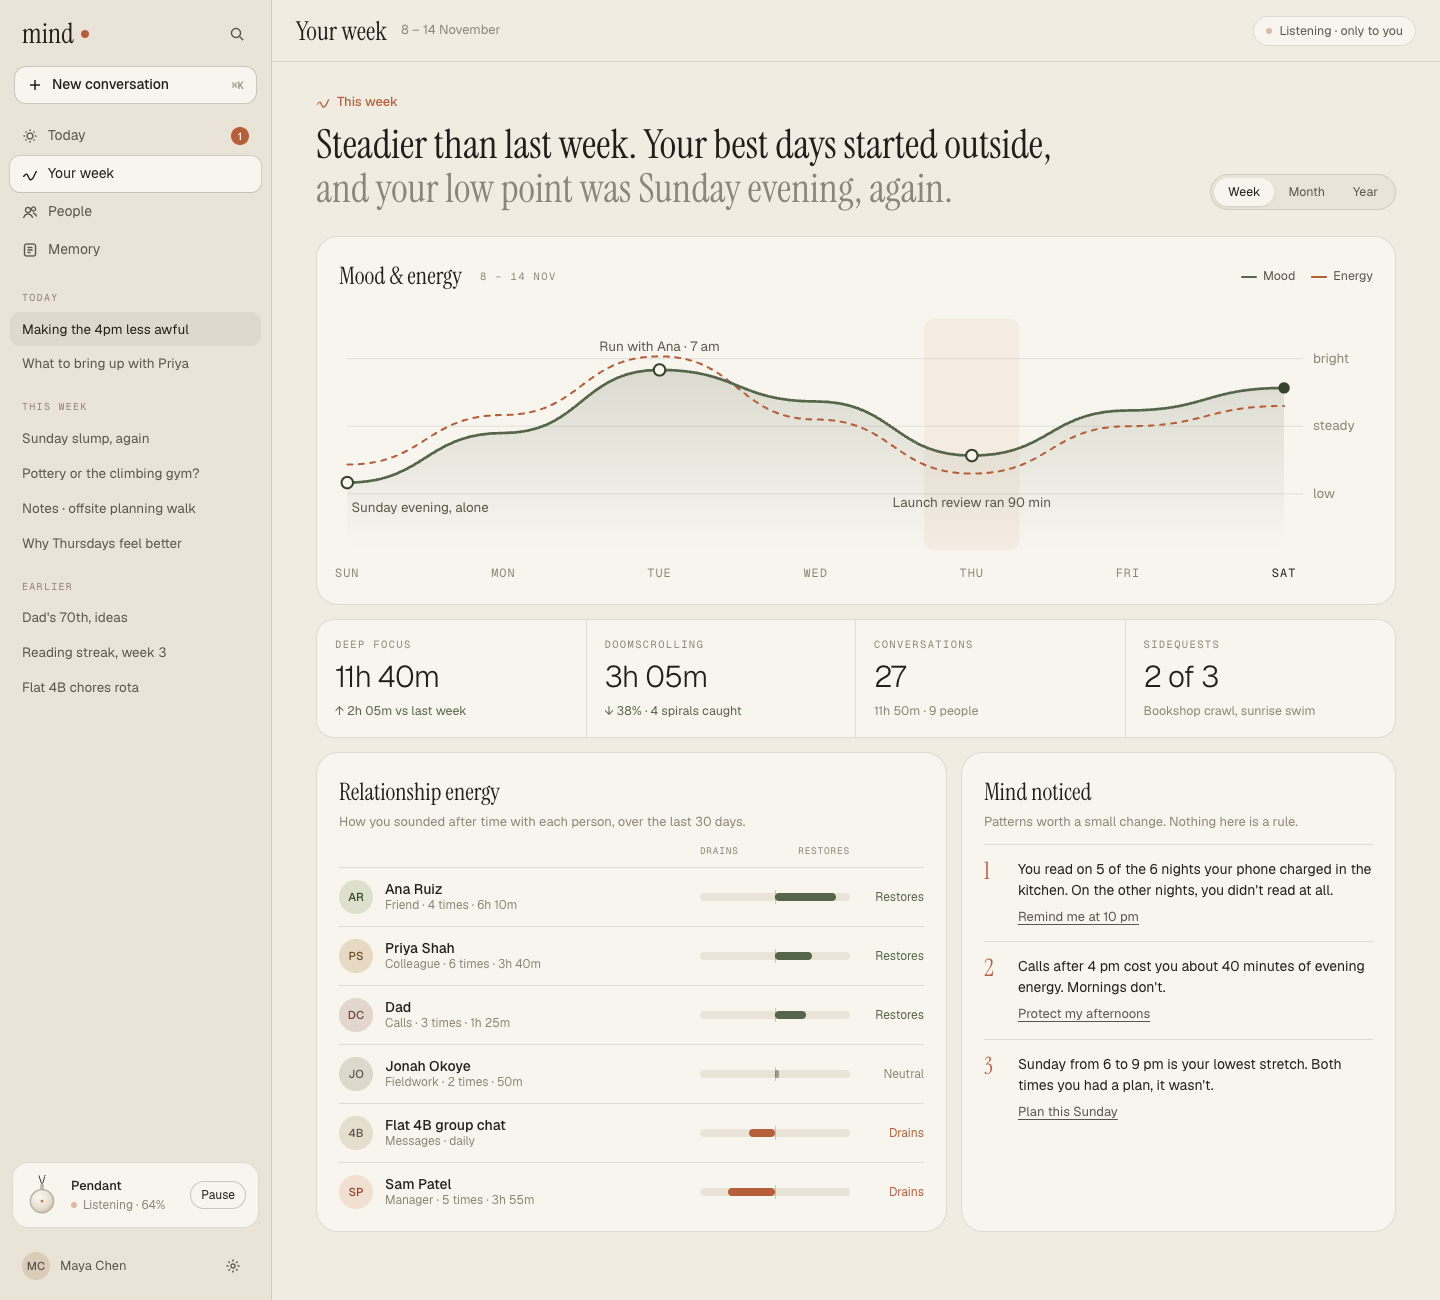 mind
New conversation
⌘K
Today
1
Your week
People
Memory
TODAY
Making the 4pm less awful
What to bring up with Priya
THIS WEEK
Sunday slump, again
Pottery or the climbing gym?
Notes · offsite planning walk
Why Thursdays feel better
EARLIER
Dad's 70th, ideas
Reading streak, week 3
Flat 4B chores rota
Pendant
Listening · 64%
Pause
MC
Maya Chen
Your week
8 – 14 November
Listening · only to you
This week
Steadier than last week. Your best days started outside,
and your low point was Sunday evening, again.
Week
Month
Year
Mood & energy
8 – 14 NOV
Mood
Energy
Run with Ana · 7 am
bright
steady
low
Sunday evening, alone
Launch review ran 90 min
SUN
MON
TUE
WED
THU
FRI
SAT
DEEP FOCUS
11h 40m
↑ 2h 05m vs last week
DOOMSCROLLING
3h 05m
↓ 38% · 4 spirals caught
CONVERSATIONS
27
11h 50m · 9 people
SIDEQUESTS
2 of 3
Bookshop crawl, sunrise swim
Relationship energy
How you sounded after time with each person, over the last 30 days.
DRAINS
RESTORES
AR
Ana Ruiz
Friend · 4 times · 6h 10m
Restores
PS
Priya Shah
Colleague · 6 times · 3h 40m
Restores
DC
Dad
Calls · 3 times · 1h 25m
Restores
JO
Jonah Okoye
Fieldwork · 2 times · 50m
Neutral
4B
Flat 4B group chat
Messages · daily
Drains
SP
Sam Patel
Manager · 5 times · 3h 55m
Drains
Mind noticed
Patterns worth a small change. Nothing here is a rule.
1
You read on 5 of the 6 nights your phone charged in the
kitchen. On the other nights, you didn't read at all.
Remind me at 10 pm
2
Calls after 4 pm cost you about 40 minutes of evening
energy. Mornings don't.
Protect my afternoons
3
Sunday from 6 to 9 pm is your lowest stretch. Both
times you had a plan, it wasn't.
Plan this Sunday